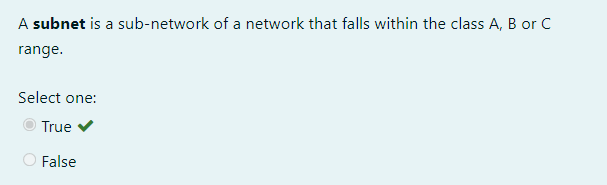 A subnet is a sub-network of a network that falls within the class A, B or C
range.
Select one:
True
False